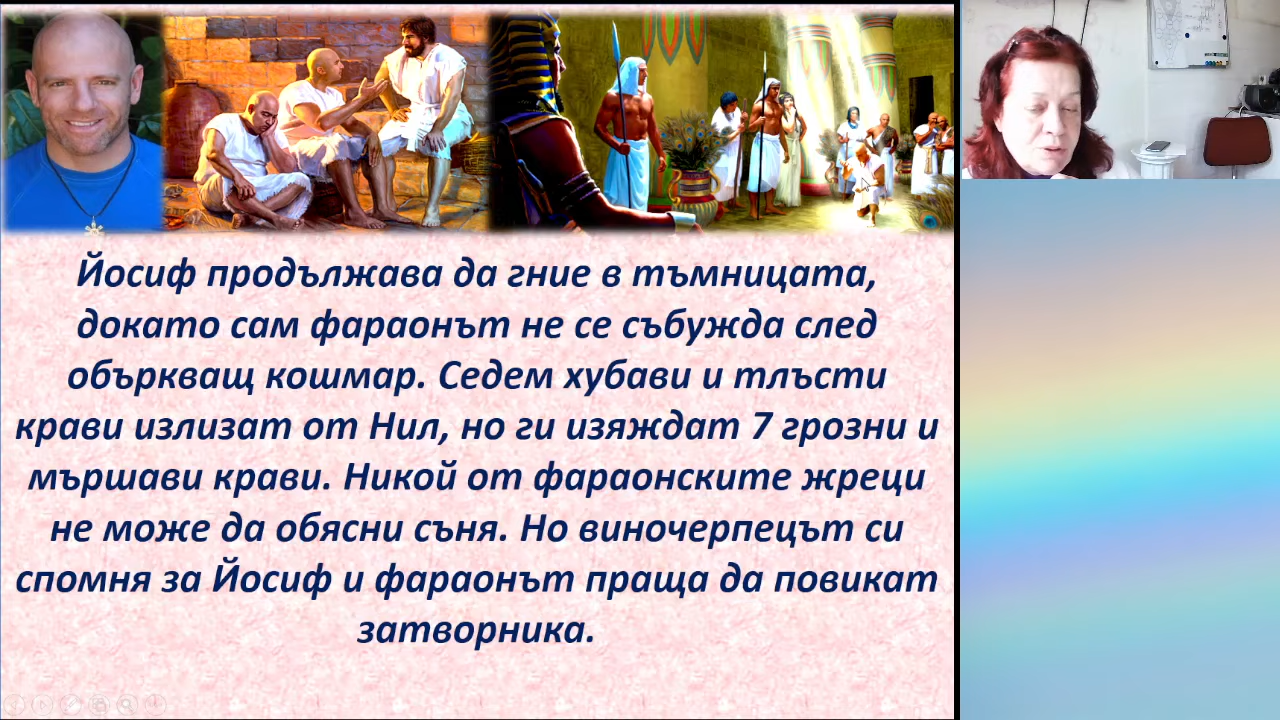 Йосиф продължава да гние в тъмницата,
докато сам фараонът не се събужда след
объркващ кошмар. Седем хубави и тлъсти
крави излизат от Нил, но ги изяждат 7 грозни и
мършави крави. Никой от фараонските жреци
не може да обясни съня. Но виночерпецът си
спомня за Йосиф и фараонът праща да повикат
затворника.